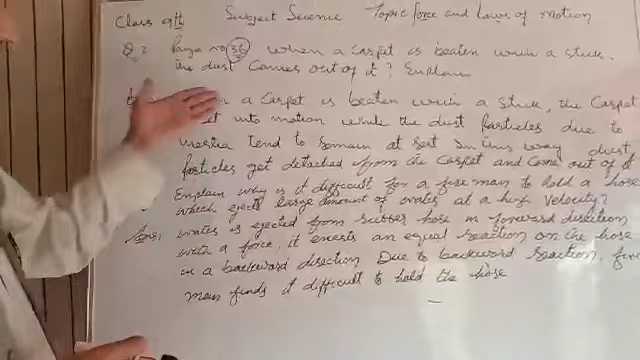 Class 9th Subject Science Topic force and Laws of Motion
Q 2 Page no 36 when a Carpet is beaten with a stick,
the dust Comes out of it? Explain
a Carpet is beaten with a stick, the Carpet
into motion while the dust Particles due to
inertia tend to remain at rest In this way dust
particles get detached from the Carpet and come out of it
Explain why is it difficult for a fireman to hold a hose
which ejects large amount of water at a high Velocity?
Ans: water is ejected from rubber hose in forward direction
with a force, it exerts an equal reaction on the hose
in a backward direction Due to backward reaction, fire
man finds it difficult to hold the hose